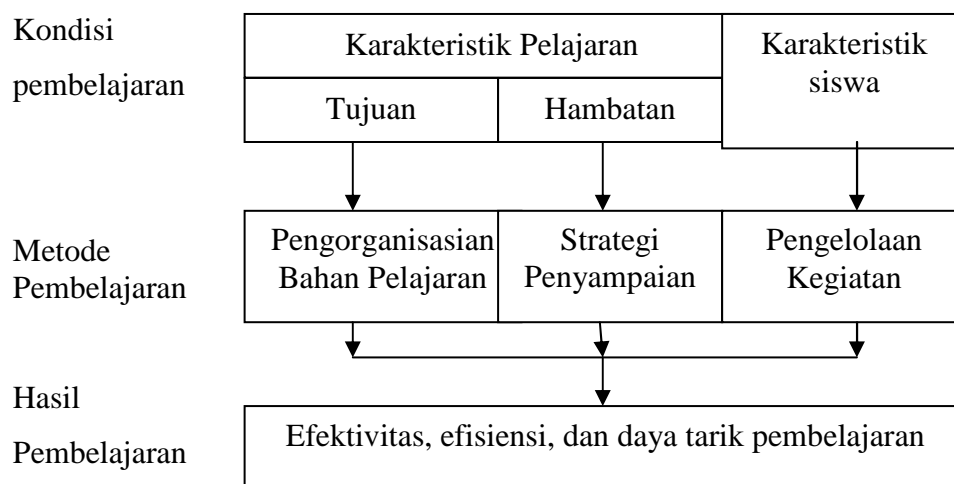 Kondisi
pembelajaran
Karakteristik Pelajaran
Karakteristik
siswa
Tujuan
Hambatan
Metode
Pembelajaran
Pengorganisasian
Bahan Pelajaran
Strategi
Penyampaian
Pengelolaan
Kegiatan
Hasil
Pembelajaran
Efektivitas, efisiensi, dan daya tarik pembelajaran